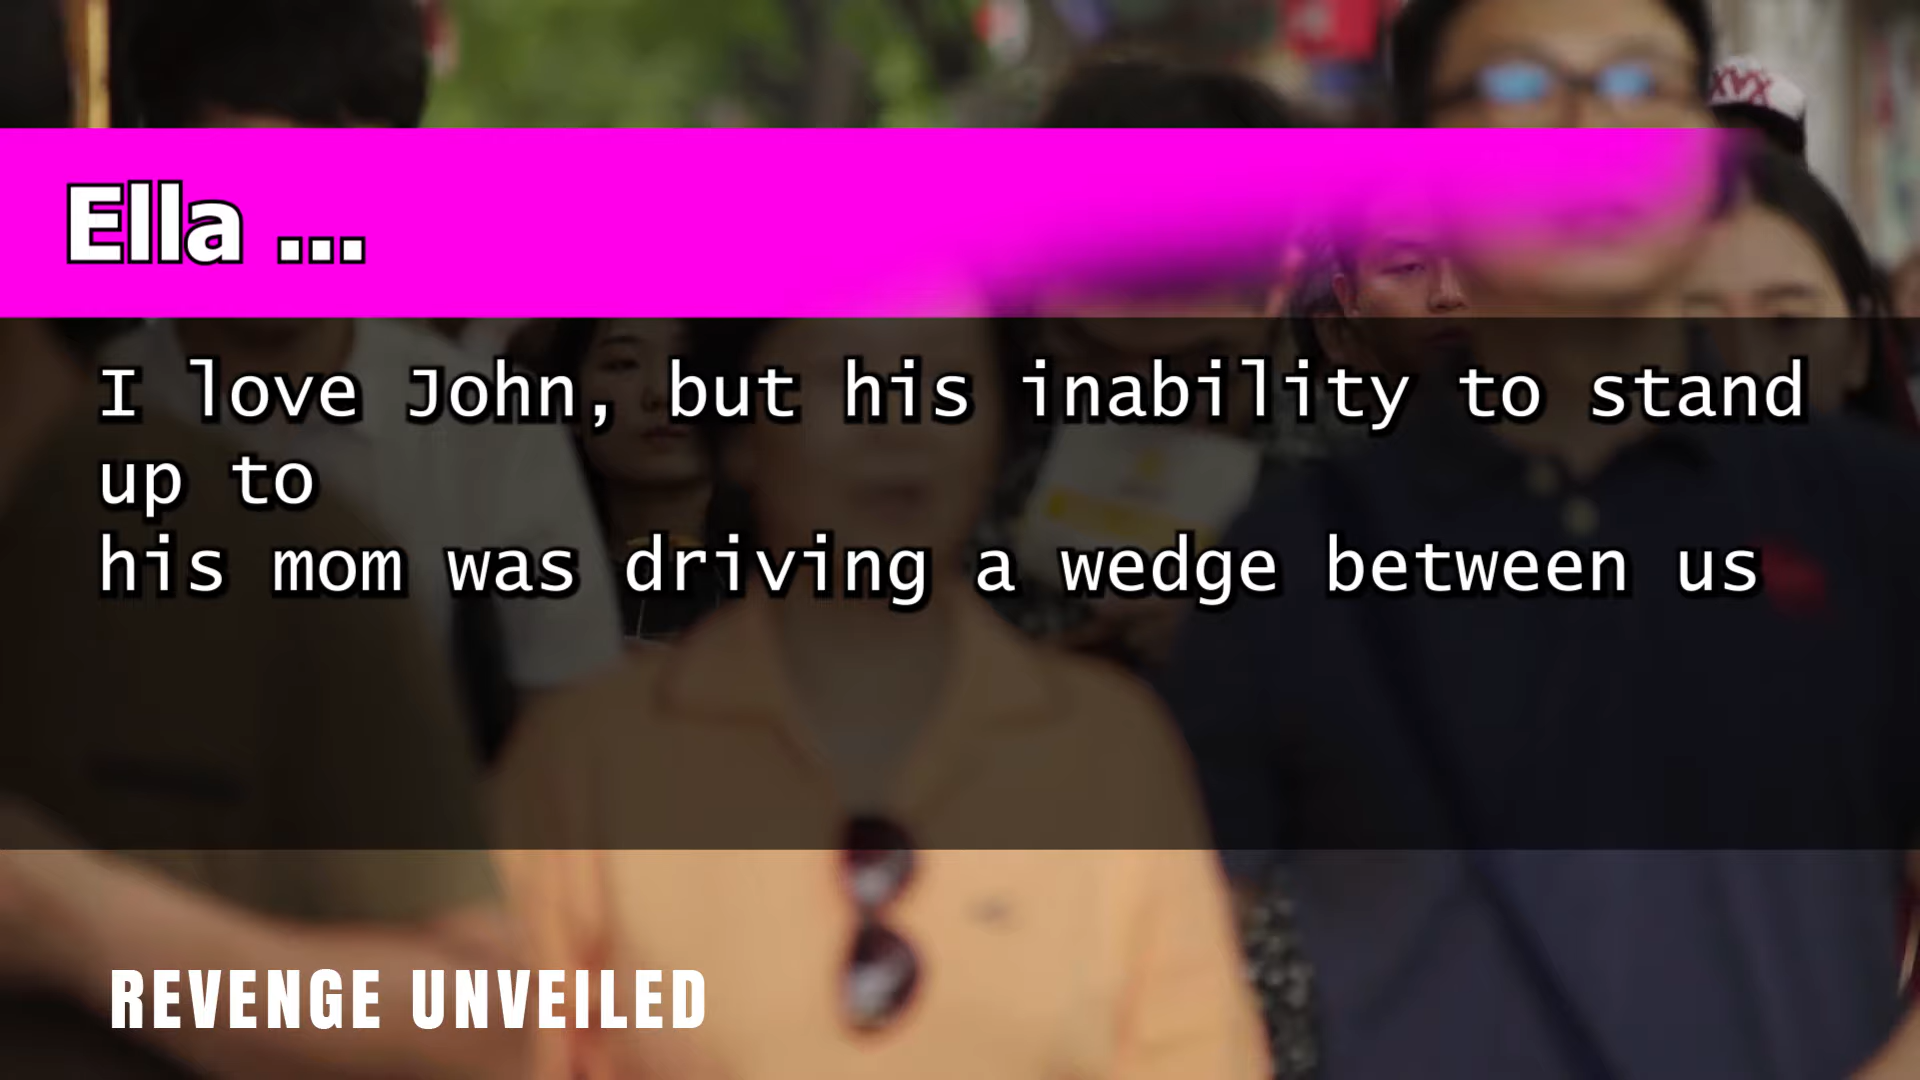 Ella ...
I love John, but his inability to stand
up to
his mom was driving a wedge between us
REVENGE UNVEILED